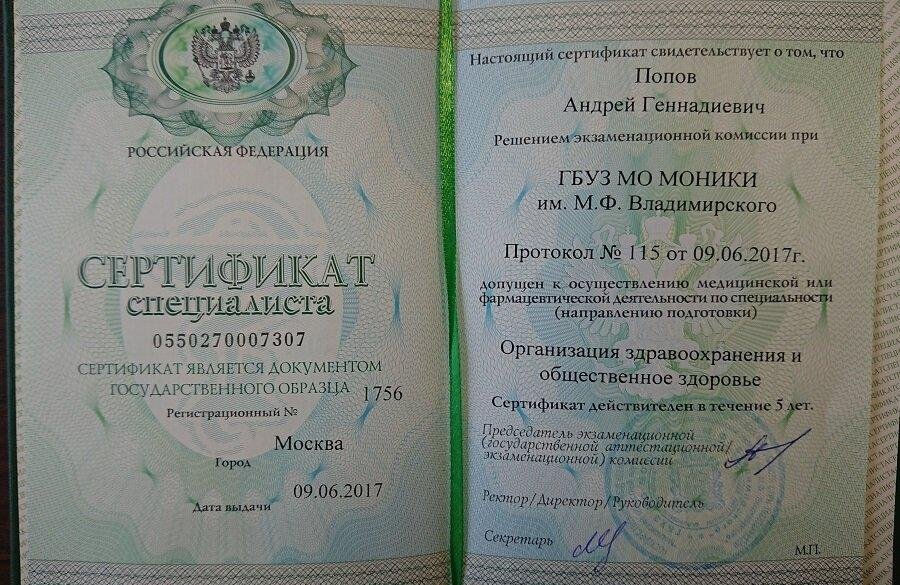 РОССИЙСКАЯ ФЕДЕРАЦИЯ
СЕРТИФИКАТ
специалиста
0550270007307
СЕРТИФИКАТ ЯВЛЯЕТСЯ ДОКУМЕНТОМ
ГОСУДАРСТВЕННОГО ОБРАЗЦА
1756
Регистрационный №
Москва
Город
09.06.2017
Дата выдачи
Настоящий сертификат свидетельствует о том, что
Попов
Андрей Геннадиевич
Решением экзаменационной комиссии при
ГБУЗ МО МОНИКИ
им. М.Ф. Владимирского
Протокол № 115 от 09.06.2017г.
допущен к осуществлению медицинской или
фармацевтической деятельности по специальности
(направлению подготовки)
Организация здравоохранения и
общественное здоровье
Сертификат действителен в течение 5 лет.
Председатель экзаменационной
(государственной аттестационной/
экзаменационной) комиссии
Ректор/Директор/Руководитель
Секретарь
М.П.